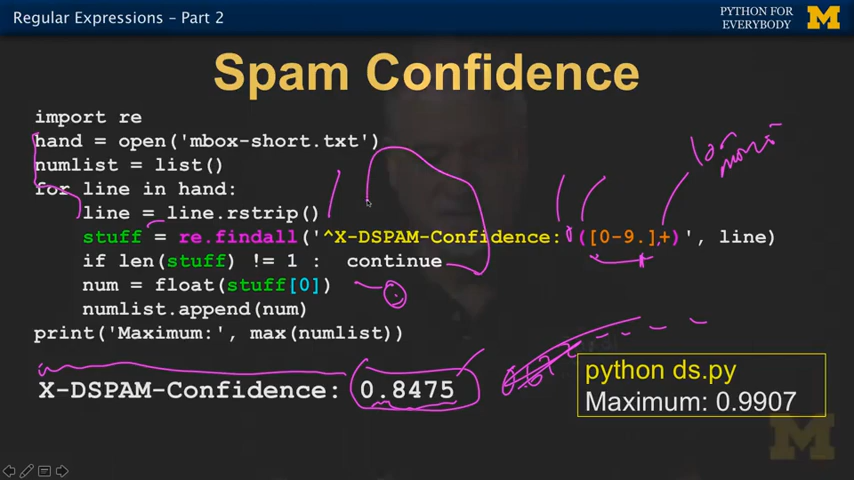 Regular Expressions – Part 2
PYTHON FOR
EVERYBODY
Spam Confidence
import re
hand = open('mbox-short.txt')
numlist = list()
for line in hand:
line = line.rstrip()
stuff = re.findall('^X-DSPAM-Confidence: ([0-9.]+)', line)
if len(stuff) != 1 : continue
num = float(stuff[0])
numlist.append(num)
print('Maximum:', max(numlist))
X-DSPAM-Confidence: 0.8475
python ds.py
Maximum: 0.9907
1 or
more